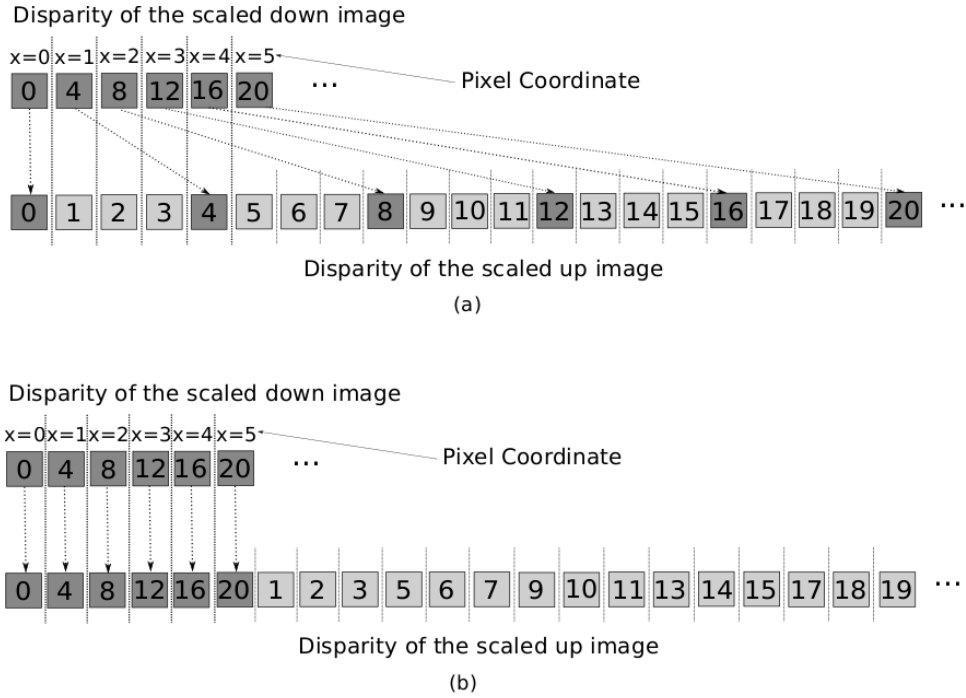 Disparity of the scaled down image
x=0 x=1 x=2 x=3 x=4 x=5
Pixel Coordinate
0 4 8 12 16 20 ...
0 1 2 3 4 5 6 7 8 9 10 11 12 13 14 15 16 17 18 19 20 ...
Disparity of the scaled up image
(a)
Disparity of the scaled down image
x=0 x=1 x=2 x=3 x=4 x=5
Pixel Coordinate
0 4 8 12 16 20 ...
0 4 8 12 16 20 1 2 3 5 6 7 9 10 11 13 14 15 17 18 19 ...
Disparity of the scaled up image
(b)